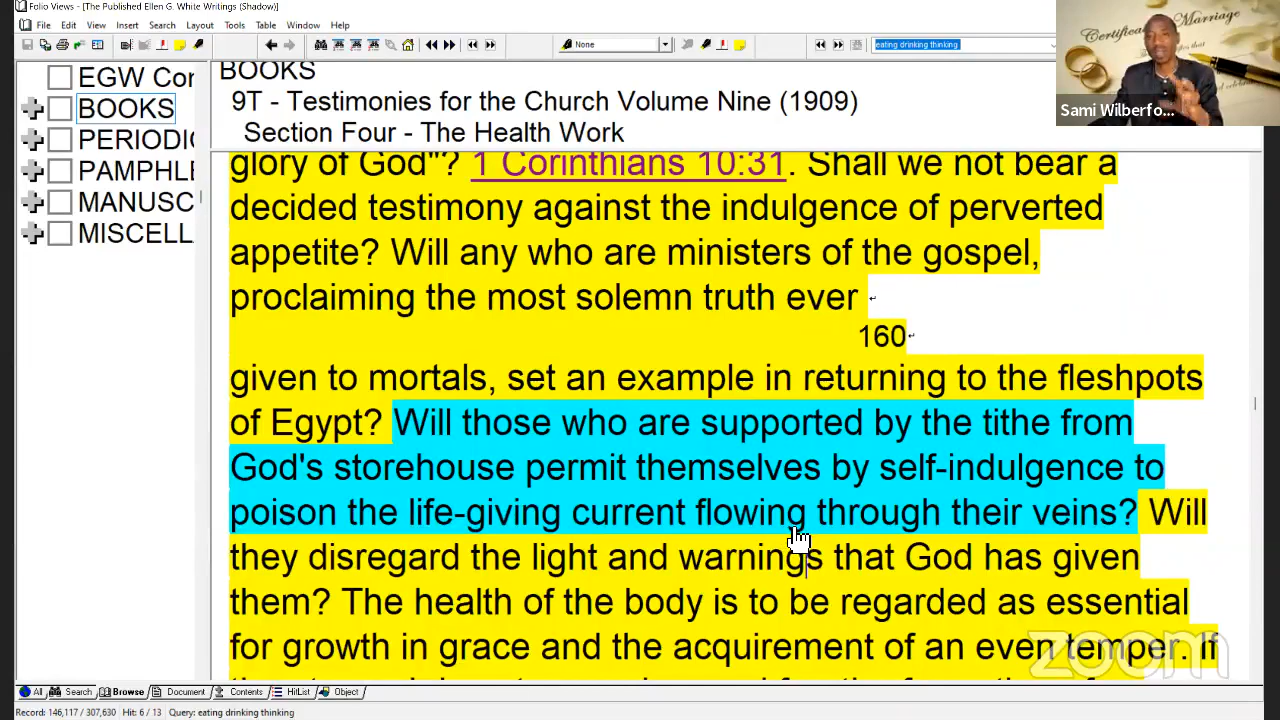 Folio Views - [The Published Ellen G. White Writings (Shadow)]
File Edit View Insert Search Layout Tools Table Window Help
None
eating drinking thinking
EGW Cor
BOOKS
PERIODIC
PAMPHLE
MANUSC
MISCELL
BOOKS
9T - Testimonies for the Church Volume Nine (1909)
Section Four - The Health Work
glory of God"? 1 Corinthians 10:31. Shall we not bear a
decided testimony against the indulgence of perverted
appetite? Will any who are ministers of the gospel,
proclaiming the most solemn truth ever
160
given to mortals, set an example in returning to the fleshpots
of Egypt? Will those who are supported by the tithe from
God's storehouse permit themselves by self-indulgence to
poison the life-giving current flowing through their veins? Will
they disregard the light and warnings that God has given
them? The health of the body is to be regarded as essential
for growth in grace and the acquirement of an even temper. If
Marriage
Sami Wilberfo...
zoom
All Search Browse Document Contents HitList Object
Record: 146,117 / 307,630 Hit: 6 / 13 Query: eating drinking thinking